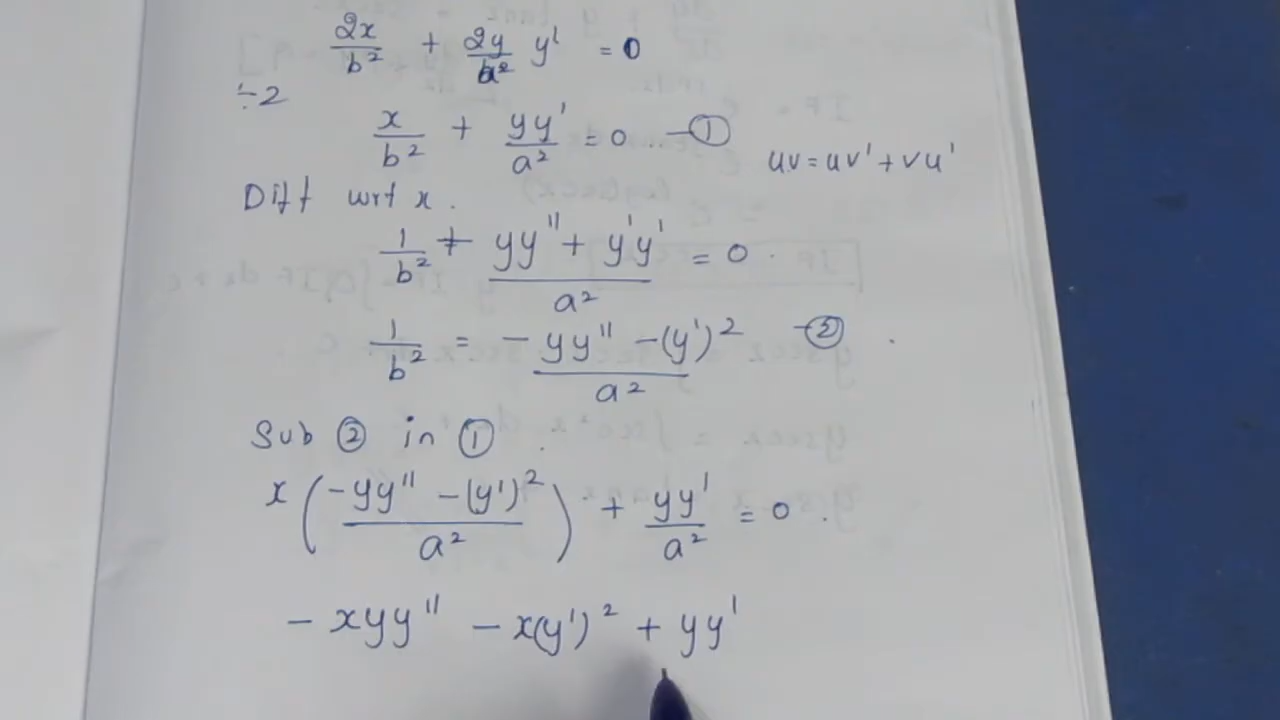 2x/b² + 2y/a² y' = 0
÷2
x/b² + yy'/a² = 0 — ①
uv = uv' + vu'
Diff wrt x.
1/b² + (yy'' + y'y')/a² = 0.
1/b² = (-yy'' - (y')²)/a² — ②
Sub ② in ①.
x((-yy'' - (y')²)/a²) + yy'/a² = 0.
- xyy'' - x(y')² + yy'